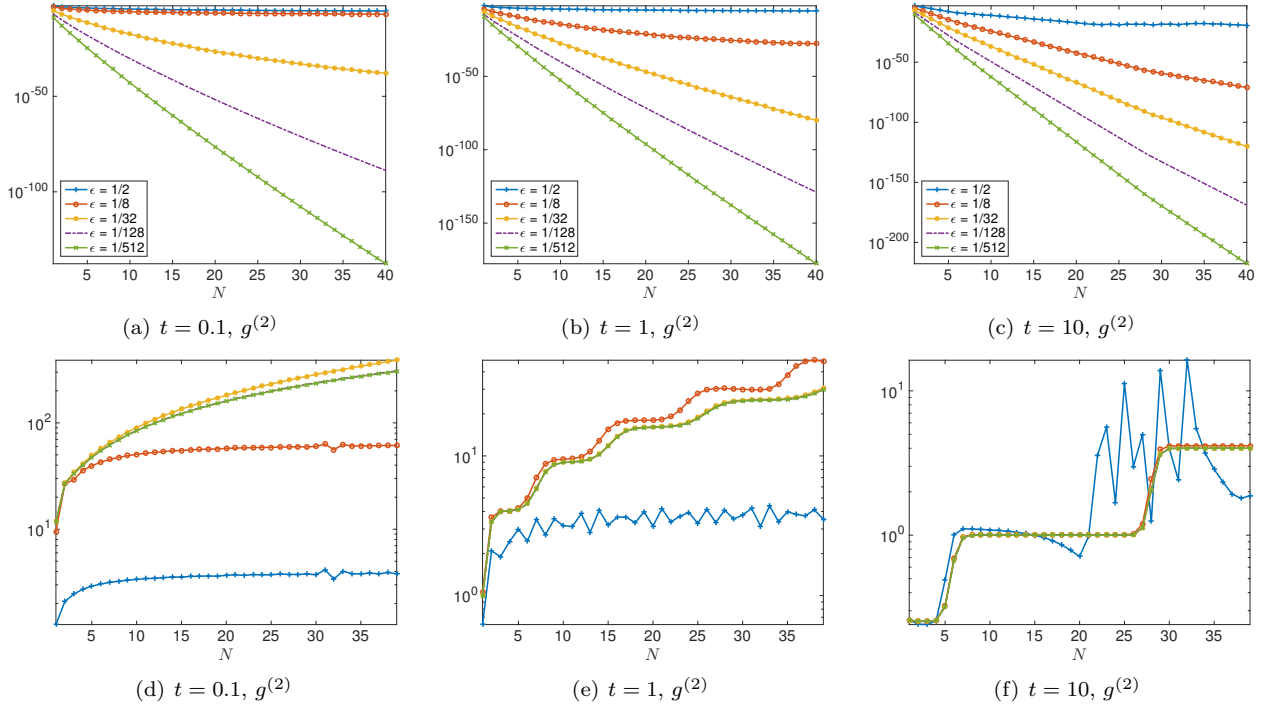 10^{-50}
10^{-100}
ϵ = 1/2
ϵ = 1/8
ϵ = 1/32
ϵ = 1/128
ϵ = 1/512
5 10 15 20 25 30 35 40
N
(a) t = 0.1, g^{(2)}
10^{-50}
10^{-100}
10^{-150}
ϵ = 1/2
ϵ = 1/8
ϵ = 1/32
ϵ = 1/128
ϵ = 1/512
5 10 15 20 25 30 35 40
N
(b) t = 1, g^{(2)}
10^{-50}
10^{-100}
10^{-150}
10^{-200}
ϵ = 1/2
ϵ = 1/8
ϵ = 1/32
ϵ = 1/128
ϵ = 1/512
5 10 15 20 25 30 35 40
N
(c) t = 10, g^{(2)}
10^{2}
10^{1}
5 10 15 20 25 30 35
N
(d) t = 0.1, g^{(2)}
10^{1}
10^{0}
5 10 15 20 25 30 35
N
(e) t = 1, g^{(2)}
10^{1}
10^{0}
5 10 15 20 25 30 35
N
(f) t = 10, g^{(2)}